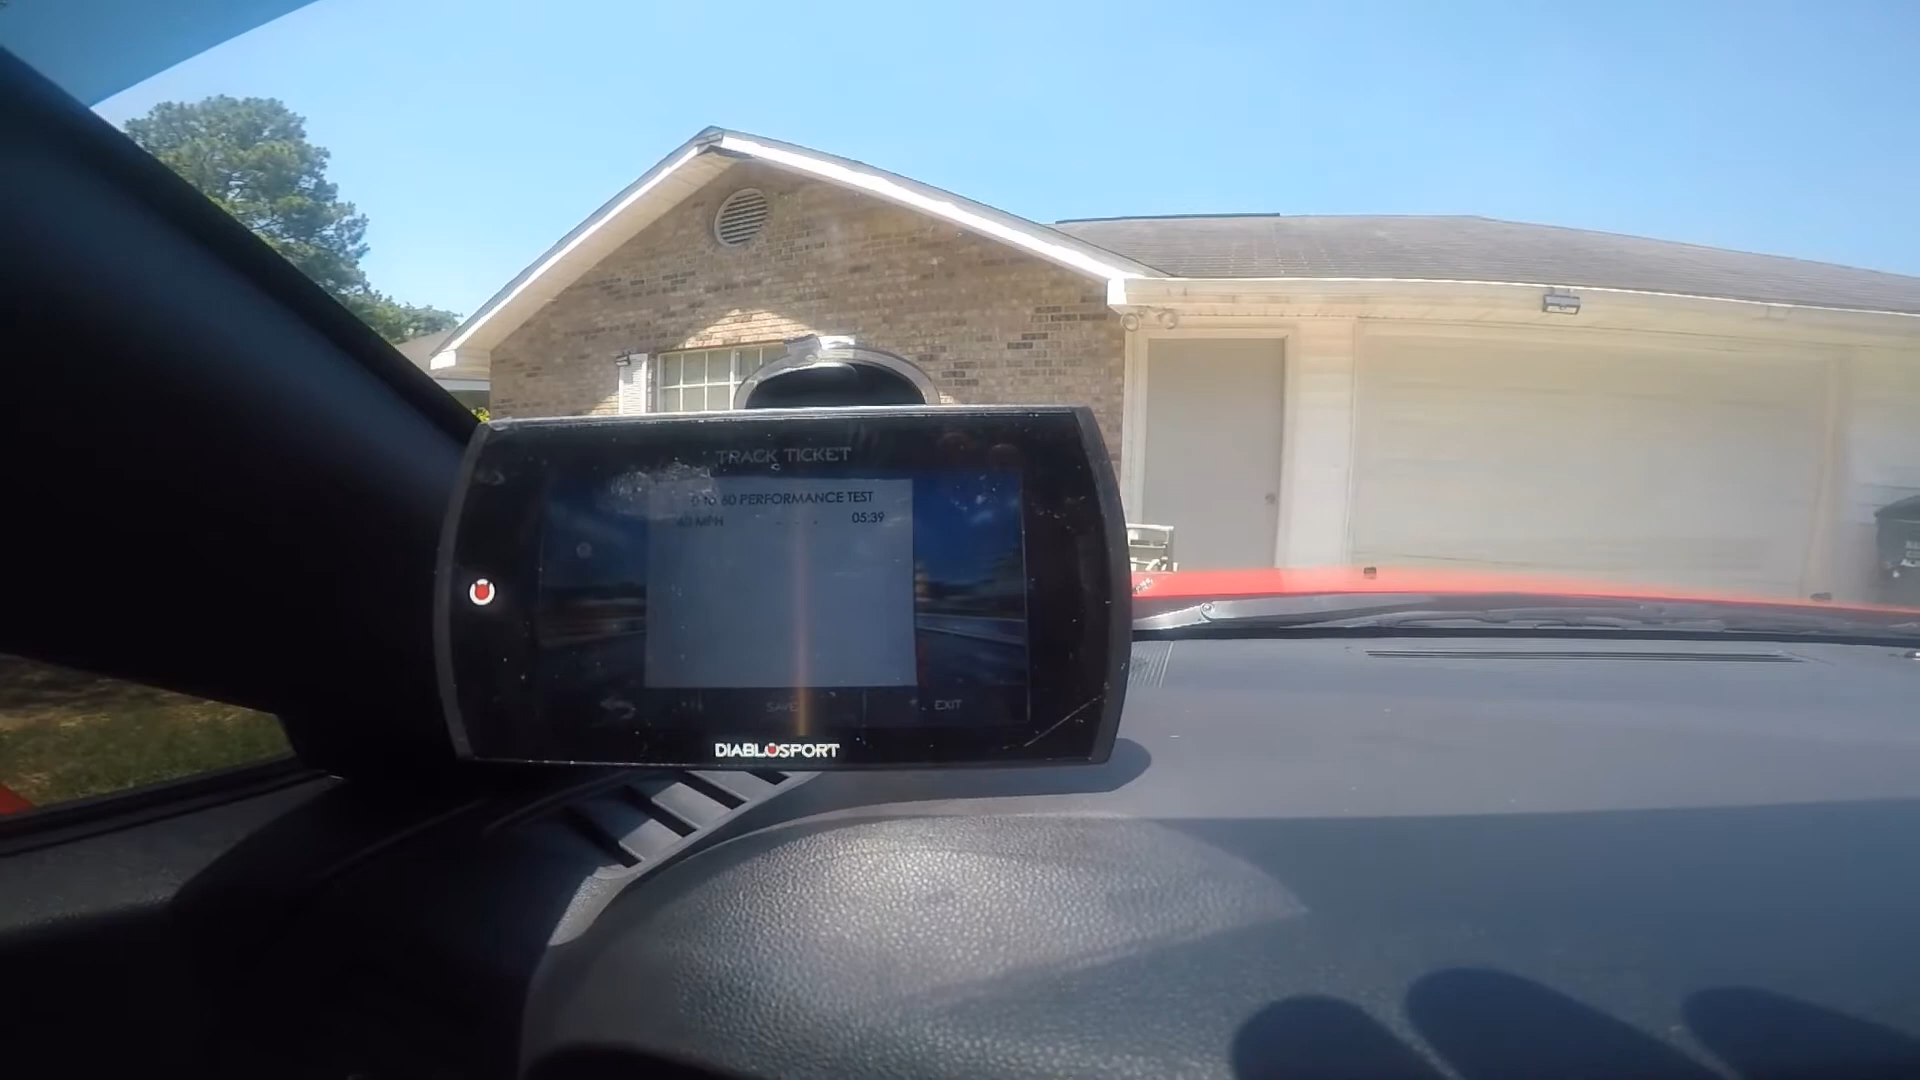 TRACK TICKET
0 TO 60 PERFORMANCE TEST
60 MPH 05:39
SAVE EXIT
DIABLOSPORT